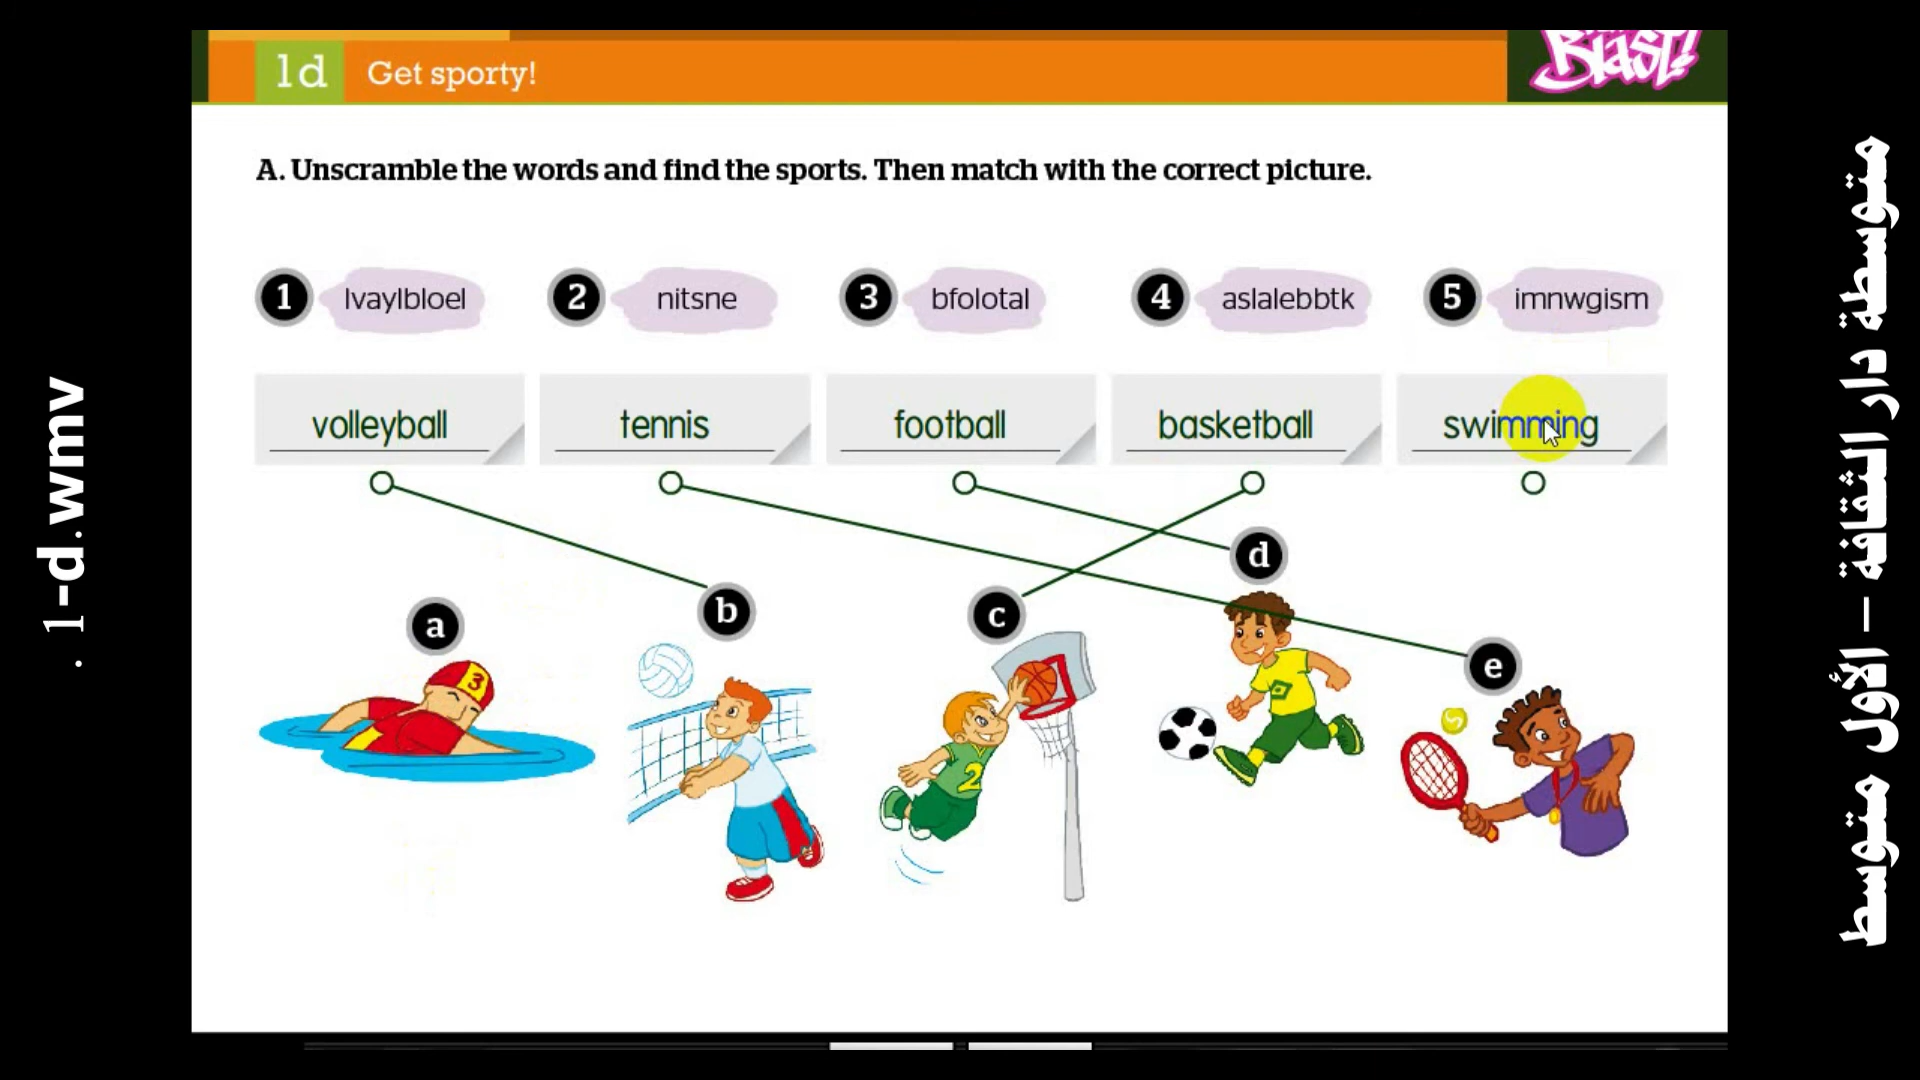 1d Get sporty!
Blast!
A. Unscramble the words and find the sports. Then match with the correct picture.
1 lvaylbloel 2 nitsne 3 bfolotal 4 aslalebbtk 5 imnwgism
volleyball tennis football basketball swimming
d
a b c e
3
2
. 1-d.wmv
متوسطة دار الثقافة – الأول متوسط